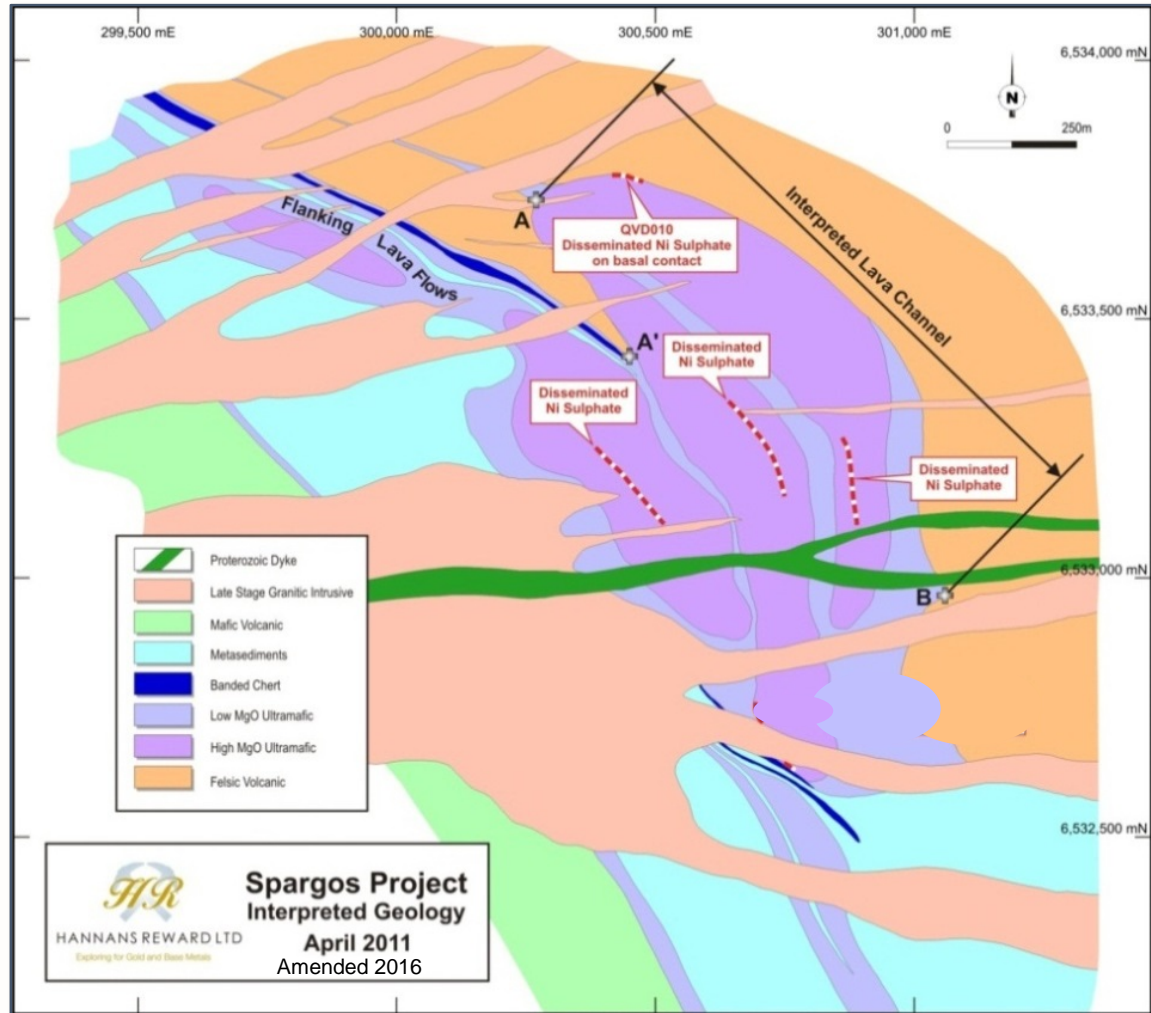 299,500 mE
300,000 mE
300,500 mE
301,000 mE
6,534,000 mN
N
0
250m
Interpreted Lava Channel
A
QVD010
Disseminated Ni Sulphate
on basal contact
Flanking
Lava Flows
6,533,500 mN
A'
Disseminated
Ni Sulphate
Disseminated
Ni Sulphate
Disseminated
Ni Sulphate
6,533,000 mN
B
Proterozoic Dyke
Late Stage Granitic Intrusive
Mafic Volcanic
Metasediments
Banded Chert
Low MgO Ultramafic
High MgO Ultramafic
Felsic Volcanic
6,532,500 mN
HR
HANNANS REWARD LTD
Exploring for Gold and Base Metals
Spargos Project
Interpreted Geology
April 2011
Amended 2016